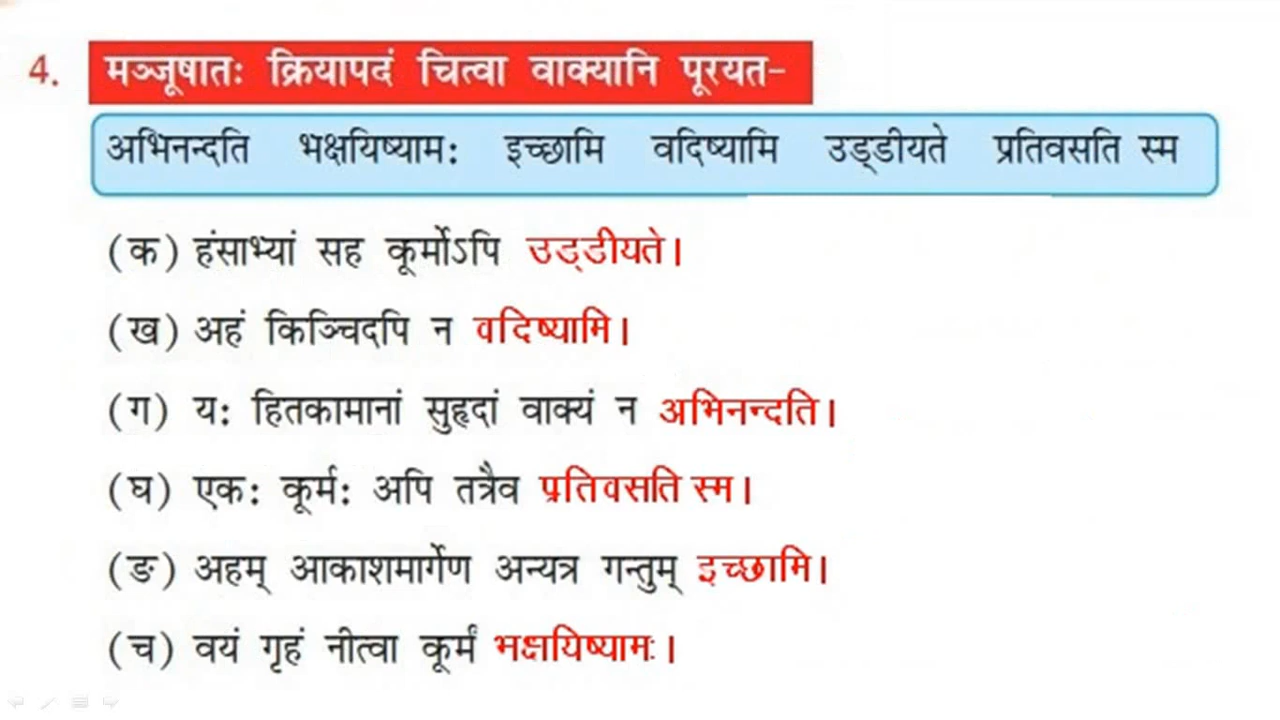 4. मञ्जूषातः क्रियापदं चित्वा वाक्यानि पूरयत-
अभिनन्दति भक्षयिष्यामः इच्छामि वदिष्यामि उड्डीयते प्रतिवसति स्म
(क) हंसाभ्यां सह कूर्मोऽपि उड्डीयते।
(ख) अहं किञ्चिदपि न वदिष्यामि।
(ग) यः हितकामानां सुहृदां वाक्यं न अभिनन्दति।
(घ) एकः कूर्मः अपि तत्रैव प्रतिवसति स्म।
(ङ) अहम् आकाशमार्गेण अन्यत्र गन्तुम् इच्छामि।
(च) वयं गृहं नीत्वा कूर्मं भक्षयिष्यामः।